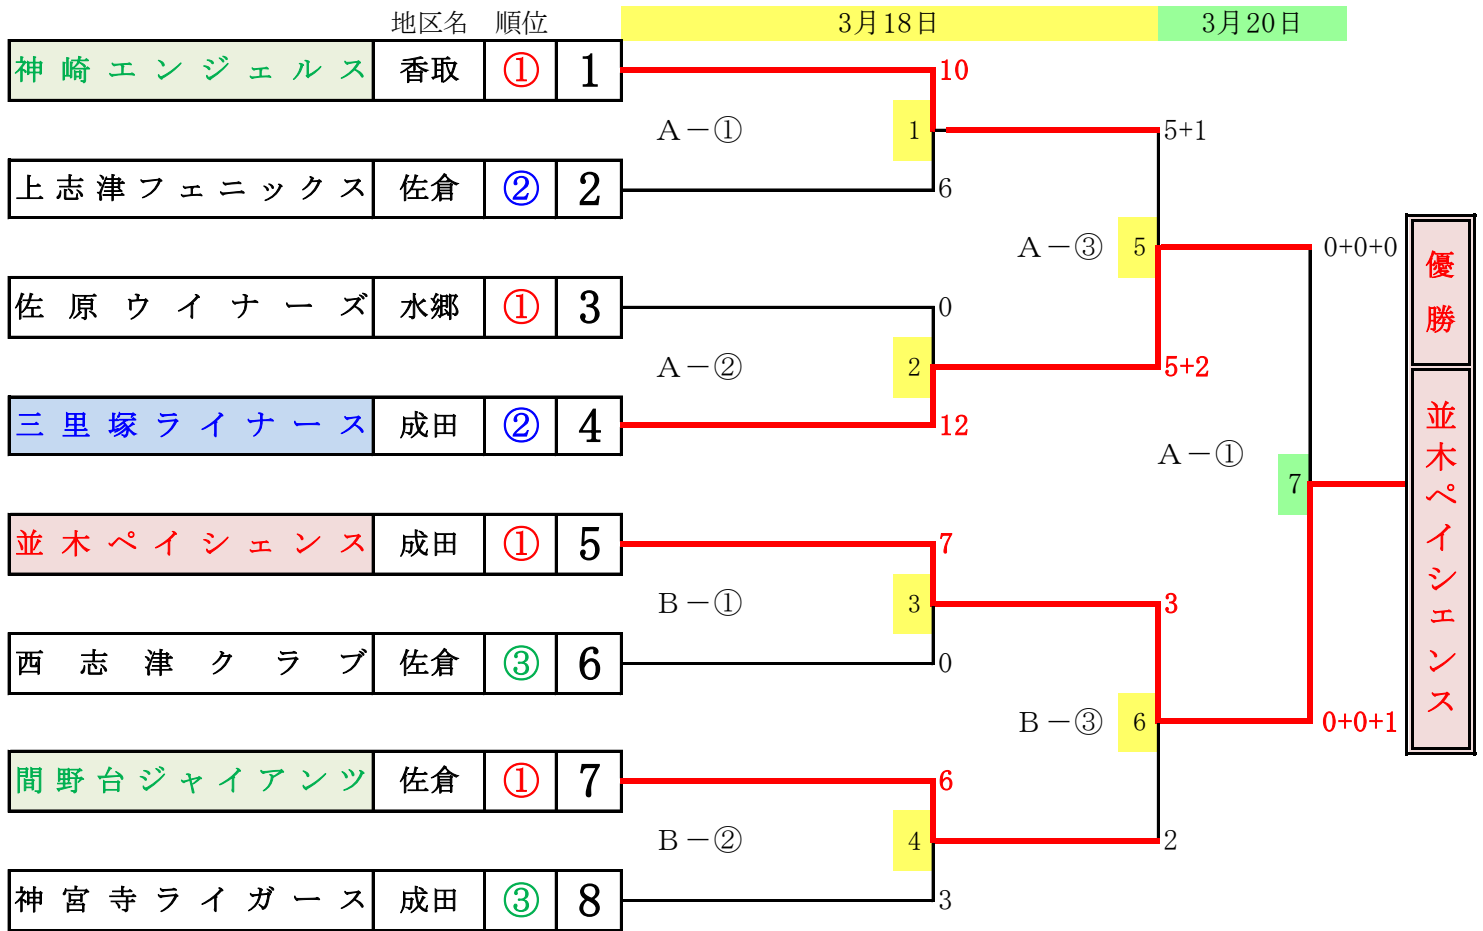 地区名 順位 3月18日 3月20日
神崎エンジェルス 香取 ① 1
10
A－① 1
5+1
上志津フェニックス 佐倉 ② 2
6
A－③ 5
0+0+0
佐原ウイナーズ 水郷 ① 3
0
A－② 2
5+2
三里塚ライナース 成田 ② 4
12
A－① 7
優勝
並木ペイシェンス
並木ペイシェンス 成田 ① 5
7
B－① 3
3
西志津クラブ 佐倉 ③ 6
0
B－③ 6
0+0+1
間野台ジャイアンツ 佐倉 ① 7
6
B－② 4
2
神宮寺ライガース 成田 ③ 8
3